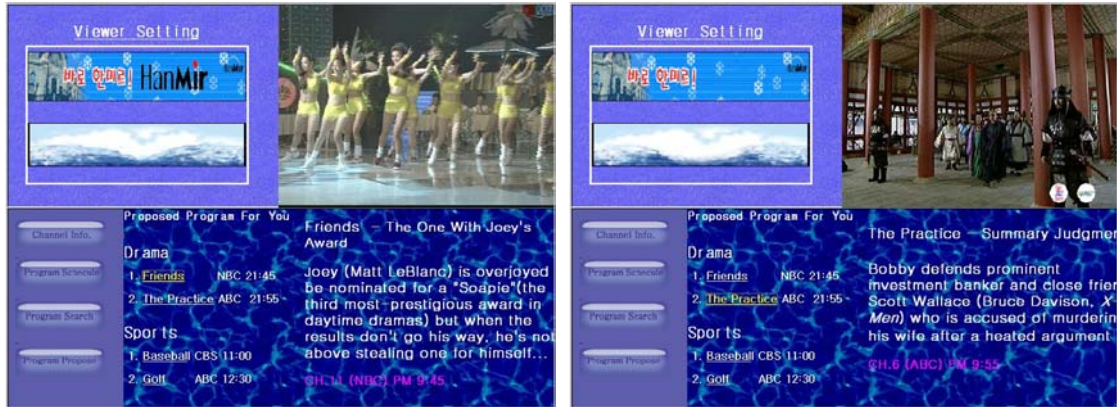 Viewer Setting
바로 한미르! HanMir
Channel Info.
Program Schecule
Program Search
Program Propose
Proposed Program For You
Drama
1. Friends NBC 21:45
2. The Practice ABC 21:55
Sports
1. Baseball CBS 11:00
2. Golf ABC 12:30
Friends - The One With Joey's
Award
Joey (Matt LeBlanc) is overjoyed
be nominated for a "Soapie"(the
third most-prestigious award in
daytime dramas) but when the
results don't go his way, he's not
above stealing one for himself...
CH.11 (NBC) PM 9:45
Viewer Setting
바로 한미르!
Channel Info.
Program Schecule
Program Search
Program Propose
Proposed Program For You
Drama
1. Friends NBC 21:45
2. The Practice ABC 21:55
Sports
1. Baseball CBS 11:00
2. Golf ABC 12:30
The Practice - Summary Judgmer
Bobby defends prominent
investment banker and close frier
Scott Wallace (Bruce Davison, X-
Men) who is accused of murderin
his wife after a heated argument
CH.6 (ABC) PM 9:55